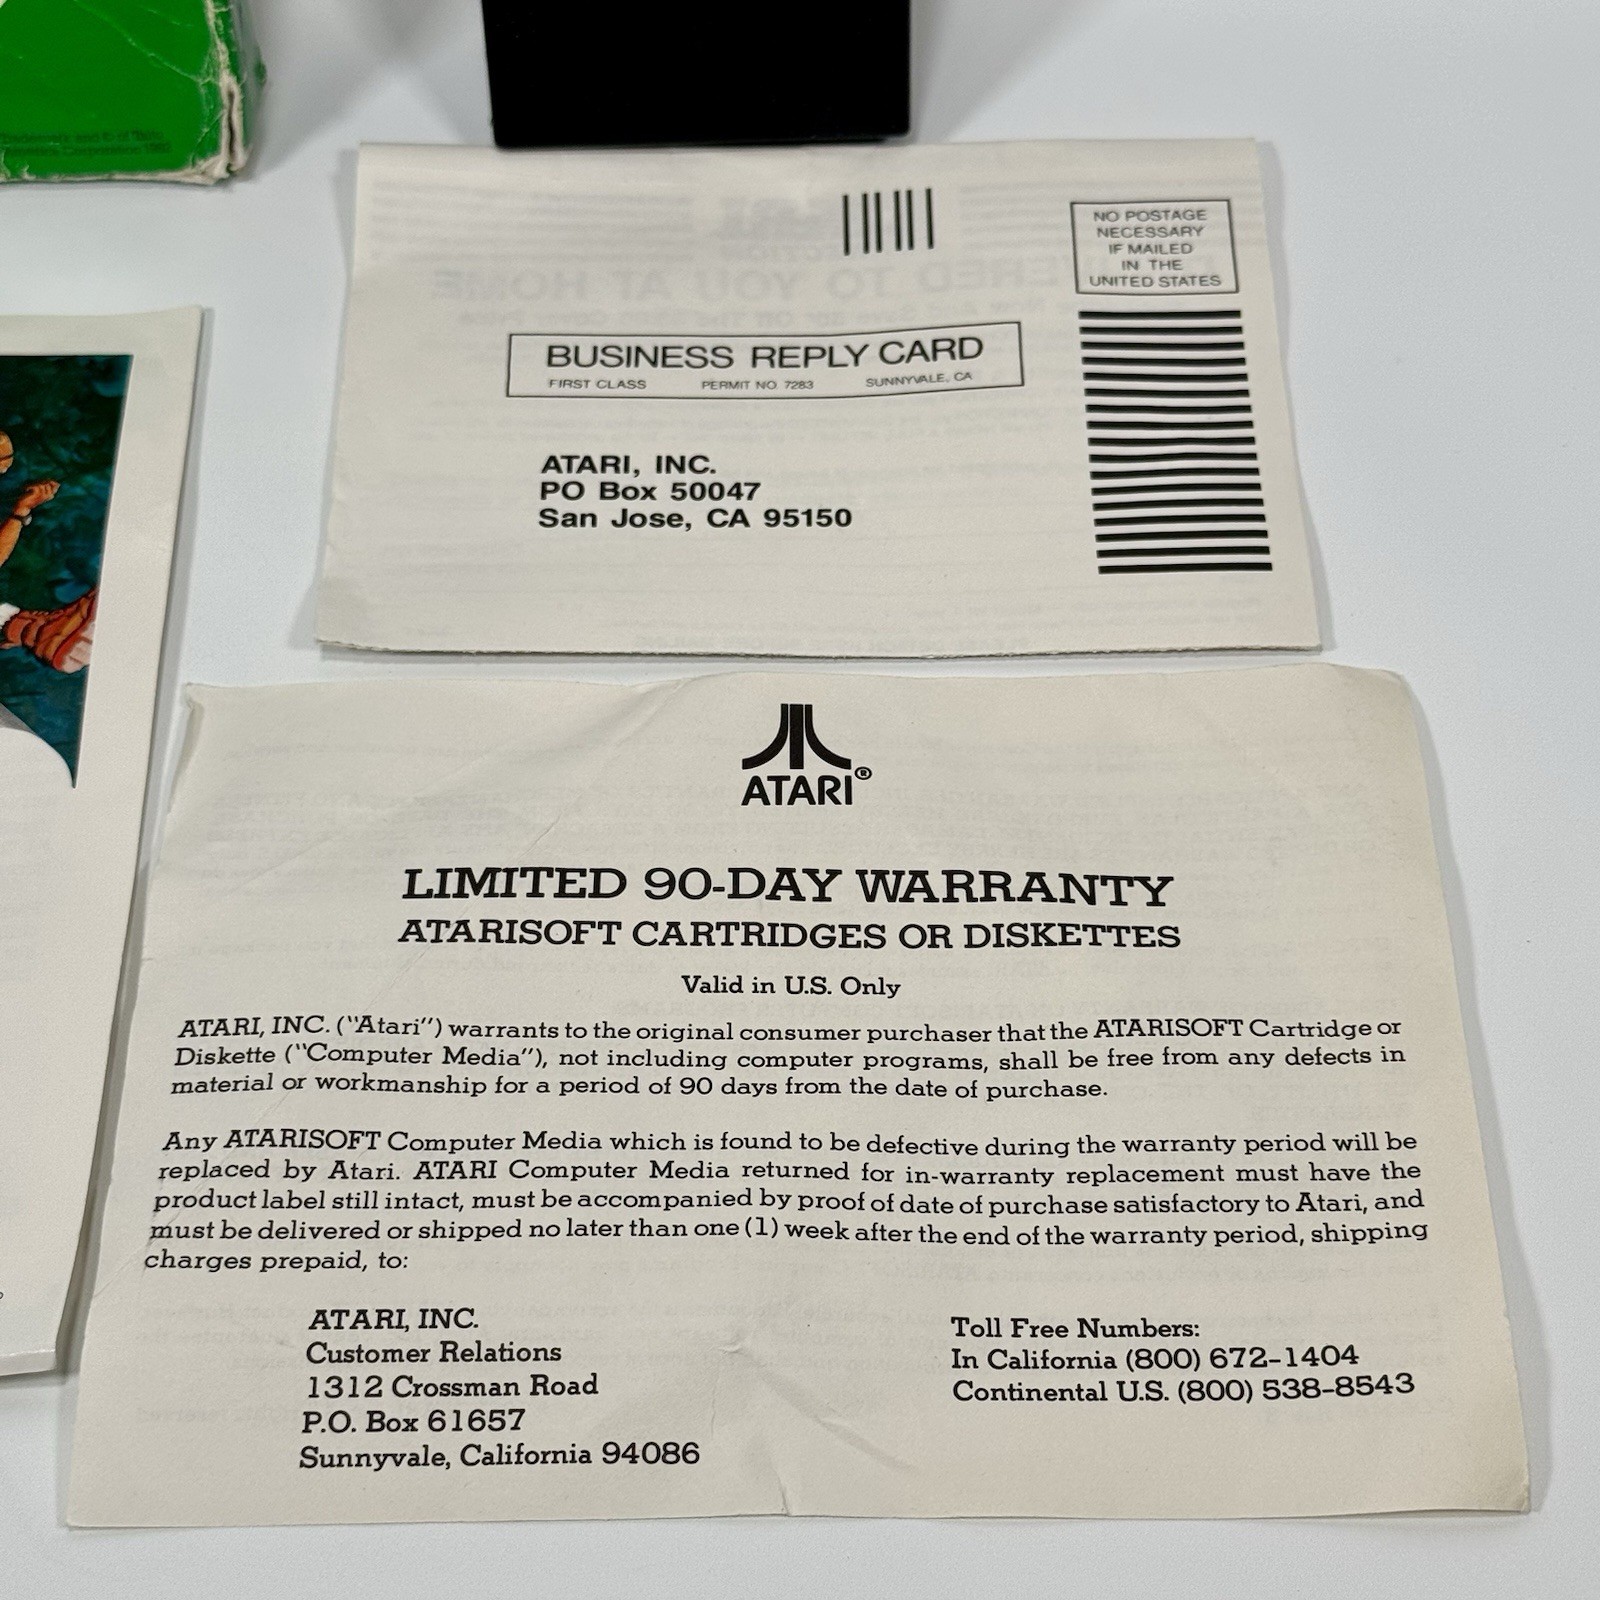 NO POSTAGE
NECESSARY
IF MAILED
IN THE
UNITED STATES
BUSINESS REPLY CARD
FIRST CLASS PERMIT NO. 7283 SUNNYVALE, CA
ATARI, INC.
PO Box 50047
San Jose, CA 95150
ATARI®
LIMITED 90-DAY WARRANTY
ATARISOFT CARTRIDGES OR DISKETTES
Valid in U.S. Only
ATARI, INC. ("Atari") warrants to the original consumer purchaser that the ATARISOFT Cartridge or
Diskette ("Computer Media"), not including computer programs, shall be free from any defects in
material or workmanship for a period of 90 days from the date of purchase.
Any ATARISOFT Computer Media which is found to be defective during the warranty period will be
replaced by Atari. ATARI Computer Media returned for in-warranty replacement must have the
product label still intact, must be accompanied by proof of date of purchase satisfactory to Atari, and
must be delivered or shipped no later than one (1) week after the end of the warranty period, shipping
charges prepaid, to:
ATARI, INC.
Customer Relations
1312 Crossman Road
P.O. Box 61657
Sunnyvale, California 94086
Toll Free Numbers:
In California (800) 672-1404
Continental U.S. (800) 538-8543